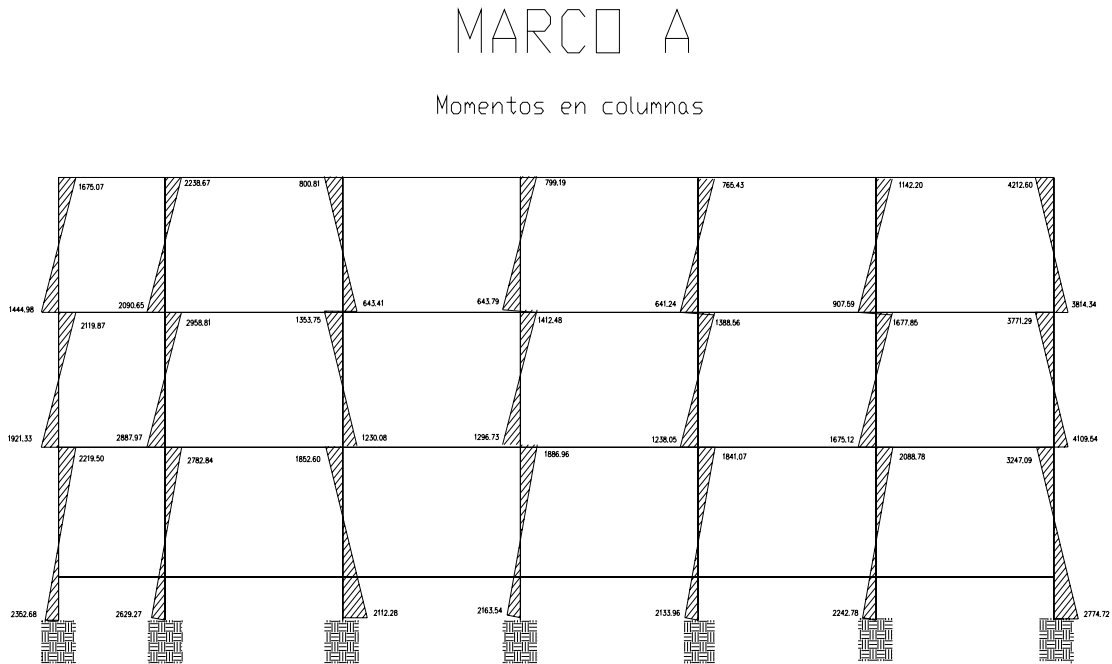 MARCO A
Momentos en columnas
1675.07 2238.67 800.81 799.19 765.43 1142.20 4212.60
1444.98 2090.65 643.41 643.79 641.24 907.59 3814.34
2119.87 2958.81 1353.75 1412.48 1388.56 1677.85 3771.29
1921.33 2887.97 1230.08 1296.73 1238.05 1675.12 4109.54
2219.50 2782.84 1852.60 1886.96 1841.07 2088.78 3247.09
2352.68 2629.27 2112.28 2163.54 2133.96 2242.78 2774.72